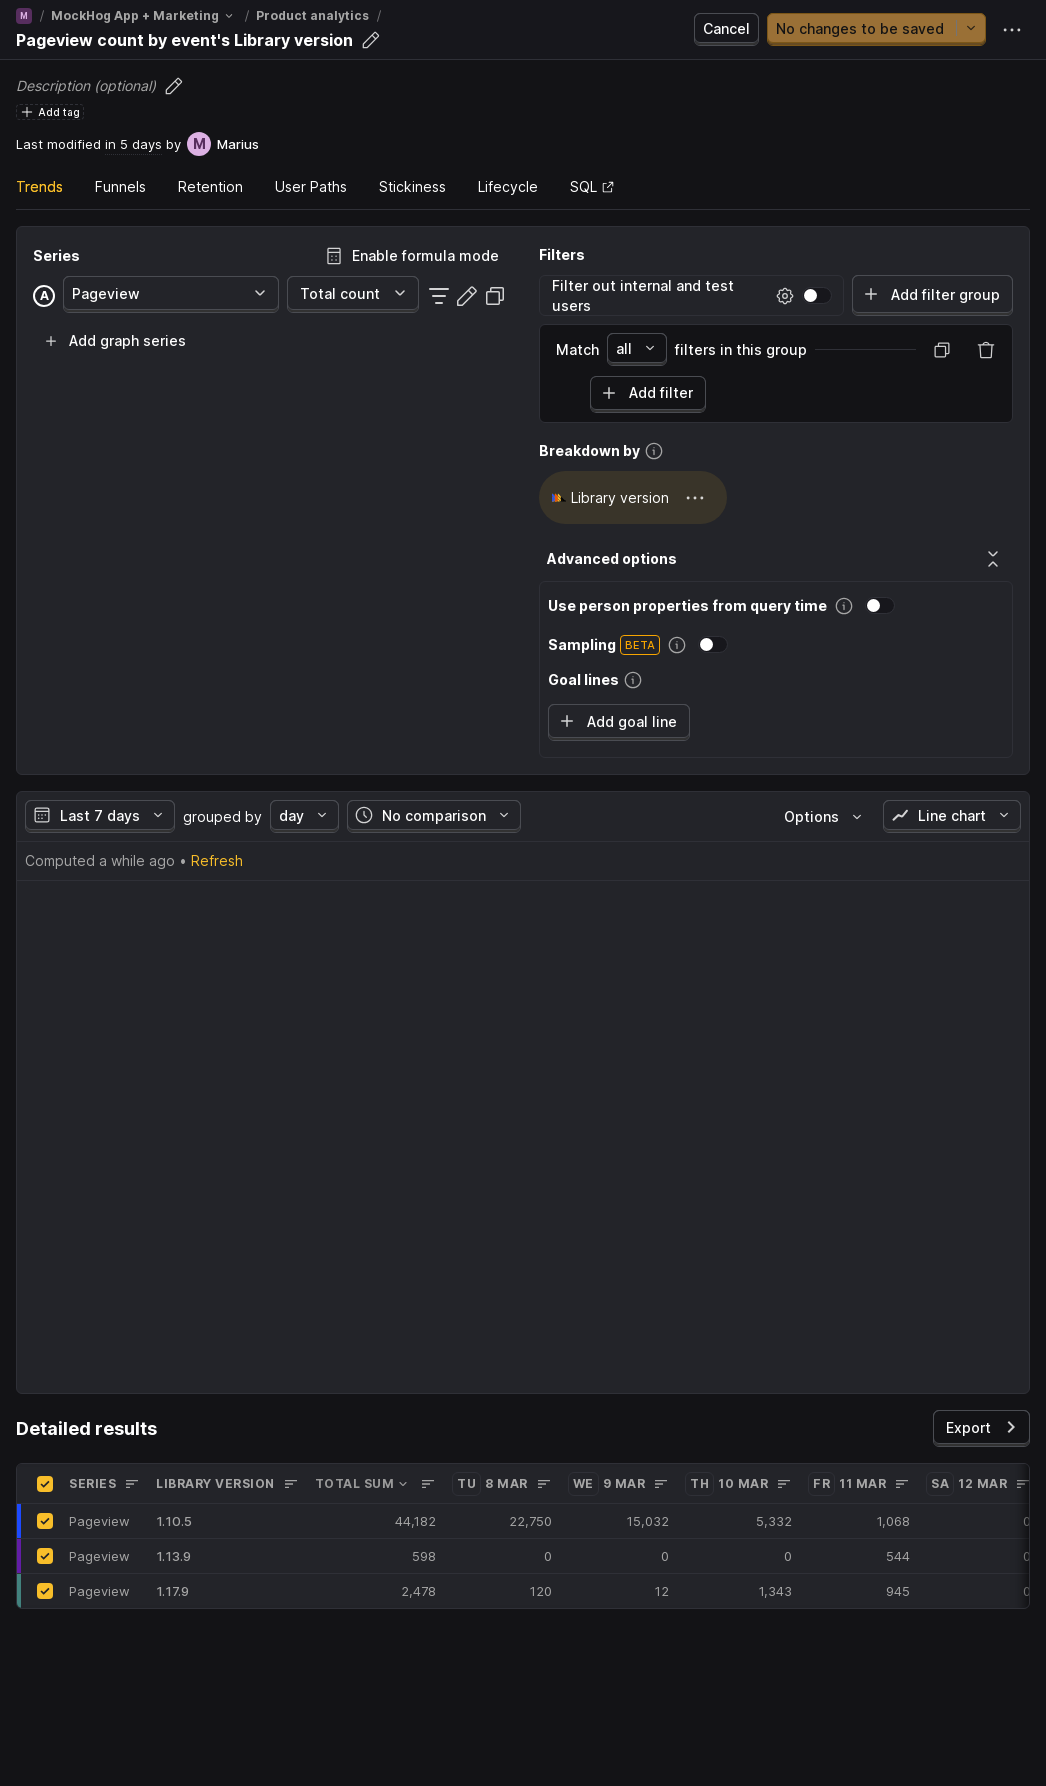 M / MockHog App + Marketing / Product analytics /
Pageview count by event's Library version
Cancel
No changes to be saved
Description (optional)
Add tag
Last modified in 5 days by M Marius
Trends Funnels Retention User Paths Stickiness Lifecycle SQL
Series
Enable formula mode
A Pageview Total count
Add graph series
Filters
Filter out internal and test
users
Add filter group
Match all filters in this group
Add filter
Breakdown by
Library version
Advanced options
Use person properties from query time
Sampling BETA
Goal lines
Add goal line
Last 7 days grouped by day No comparison Options Line chart
Computed a while ago • Refresh
Detailed results
Export
SERIES LIBRARY VERSION TOTAL SUM TU 8 MAR WE 9 MAR TH 10 MAR FR 11 MAR SA 12 MAR
Pageview 1.10.5 44,182 22,750 15,032 5,332 1,068 0
Pageview 1.13.9 598 0 0 0 544 0
Pageview 1.17.9 2,478 120 12 1,343 945 0